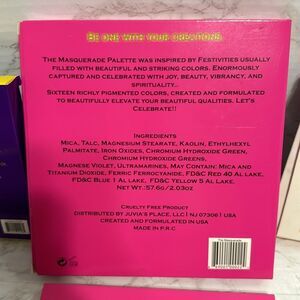 Be one with your creations
The Masquerade Palette was inspired by Festivities usually
filled with beautiful and striking colors. Enormously
captured and celebrated with joy, beauty, vibrancy, and
spirituality...
Sixteen richly pigmented colors, created and formulated
to beautifully elevate your beautiful qualities. Let's
Celebrate!!
Ingredients
Mica, Talc, Magnesium Stearate, Kaolin, Ethylhexyl
Palmitate, Iron Oxides, Chromium Hydroxide Green,
Chromium Hydroxide Greens,
Magnese Violet, Ultramarines, May Contain: Mica and
Titanium Dioxide, Ferric Ferrocyanide, FD&C Red 40 Al Lake,
FD&C Blue 1 Al Lake, FD&C Yellow 5 Al Lake.
Net Wt: 57.6g/2.03oz
Cruelty Free Product
Distributed by Juvia's Place, LLC| NJ 07306| USA
Created and Formulated in USA
Made in P.R.C
The Masquerade